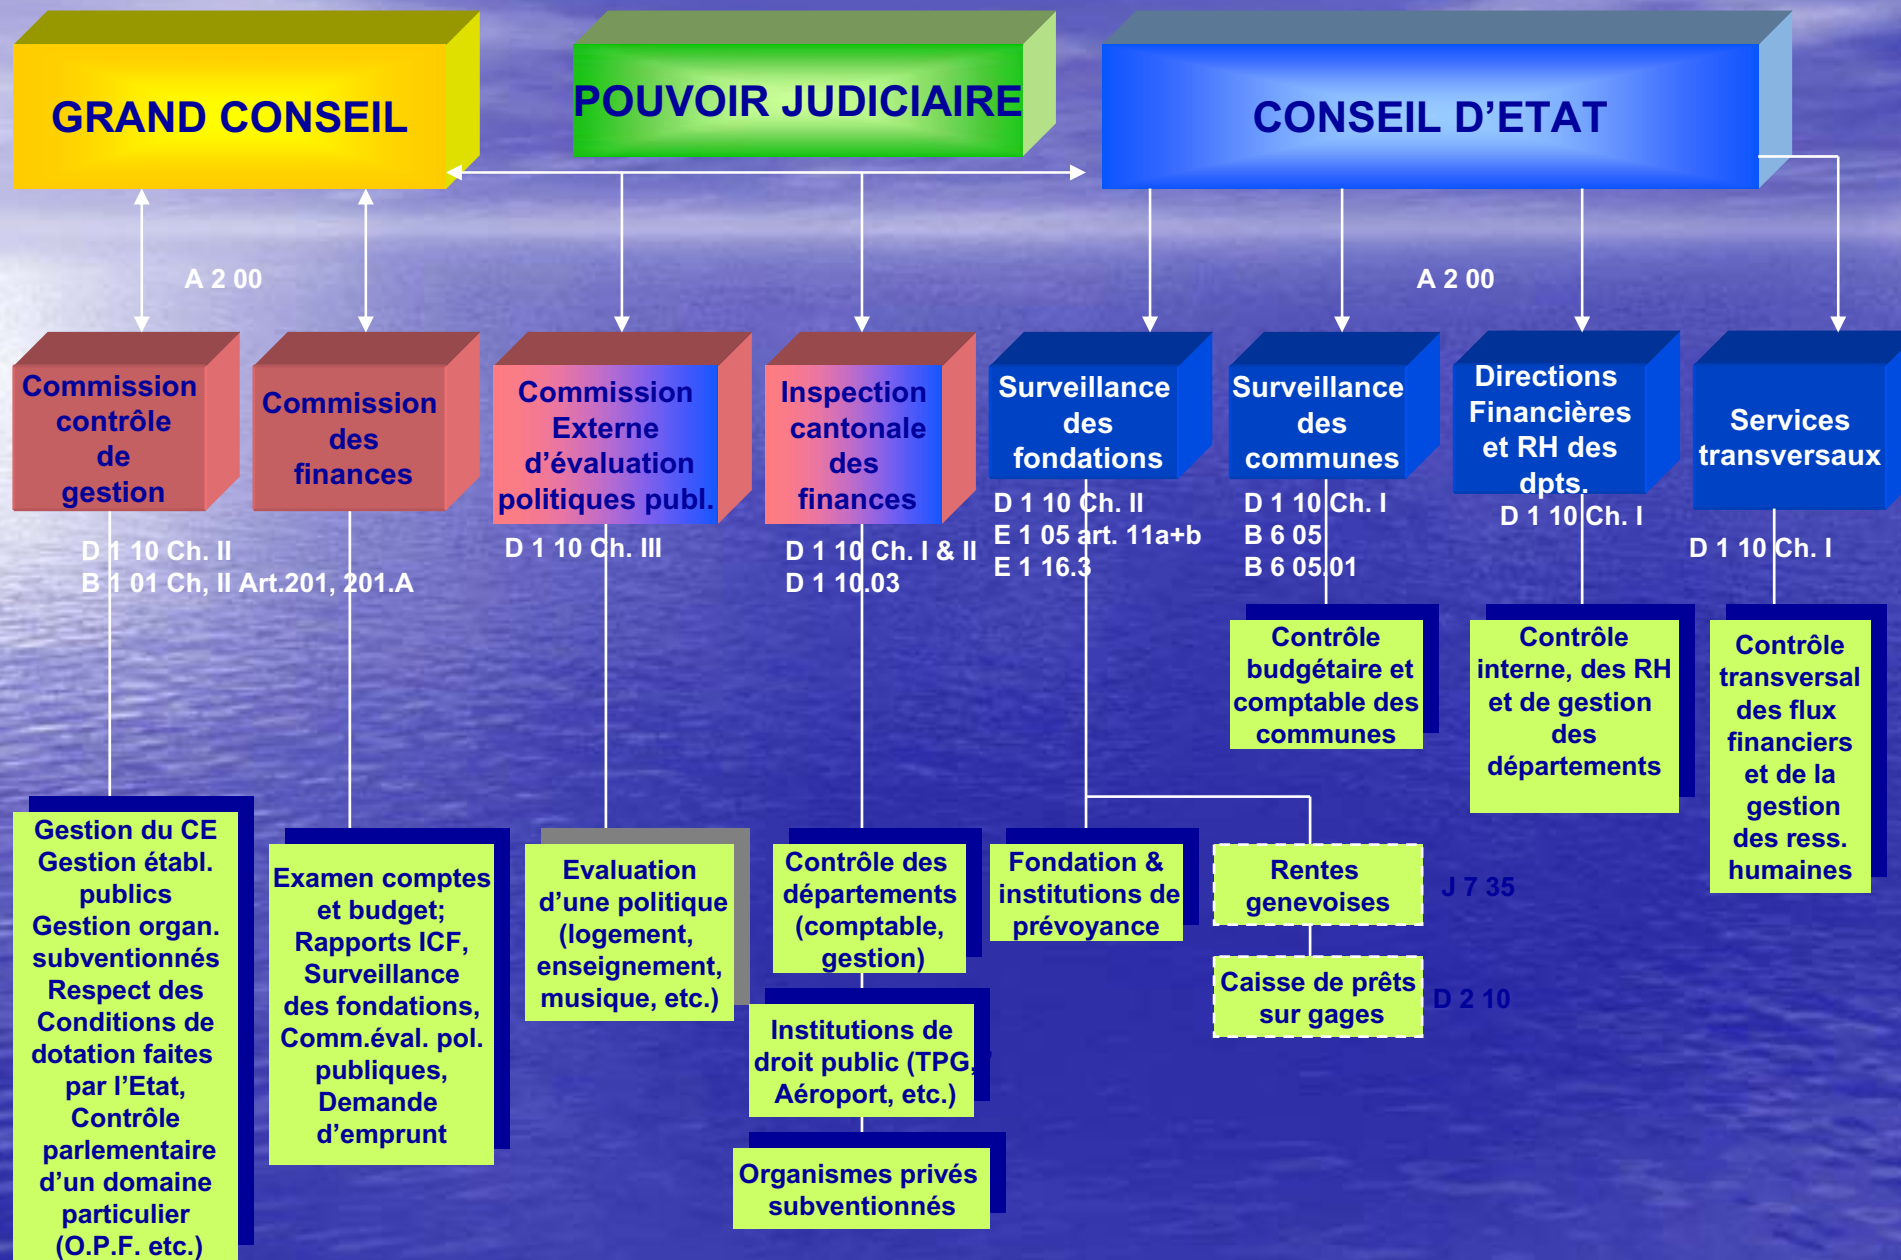 GRAND CONSEIL
POUVOIR JUDICIAIRE
CONSEIL D’ETAT
A 2 00
A 2 00
Commission
contrôle
de
gestion
Commission
des
finances
Commission
Externe
d’évaluation
politiques publ.
Inspection
cantonale
des
finances
Surveillance
des
fondations
Surveillance
des
communes
Directions
Financières
et RH des
dpts.
Services
transversaux
D 1 10 Ch. II
B 1 01 Ch, II Art.201, 201.A
D 1 10 Ch. III
D 1 10 Ch. I & II
D 1 10.03
D 1 10 Ch. II
E 1 05 art. 11a+b
E 1 16.3
D 1 10 Ch. I
B 6 05
B 6 05.01
D 1 10 Ch. I
D 1 10 Ch. I
Contrôle
budgétaire et
comptable des
communes
Contrôle
interne, des RH
et de gestion
des
départements
Contrôle
transversal
des flux
financiers
et de la
gestion
des ress.
humaines
Gestion du CE
Gestion établ.
publics
Gestion organ.
subventionnés
Respect des
Conditions de
dotation faites
par l’Etat,
Contrôle
parlementaire
d’un domaine
particulier
(O.P.F. etc.)
Examen comptes
et budget;
Rapports ICF,
Surveillance
des fondations,
Comm.éval. pol.
publiques,
Demande
d’emprunt
Evaluation
d’une politique
(logement,
enseignement,
musique, etc.)
Contrôle des
départements
(comptable,
gestion)
Institutions de
droit public (TPG,
Aéroport, etc.)
Organismes privés
subventionnés
Fondation &
institutions de
prévoyance
Rentes
genevoises
J 7 35
Caisse de prêts
sur gages
D 2 10